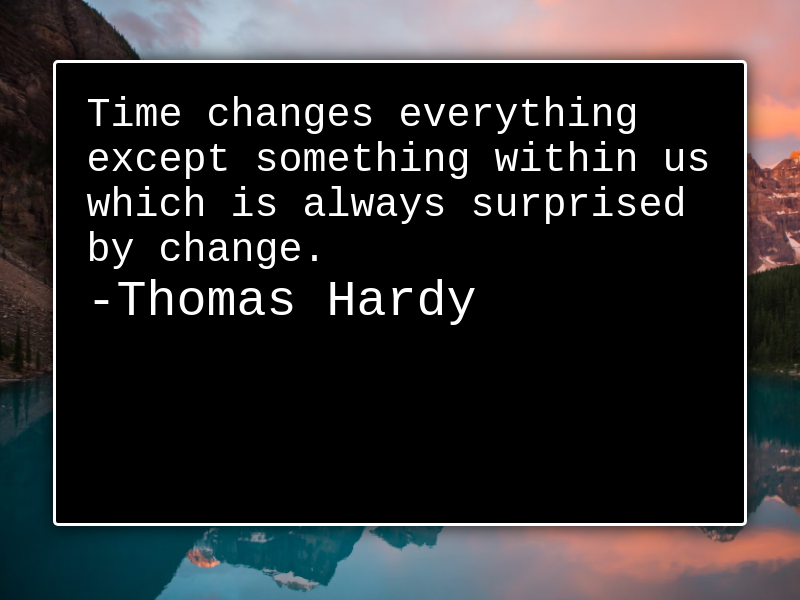 Time changes everything
except something within us
which is always surprised
by change.
-Thomas Hardy